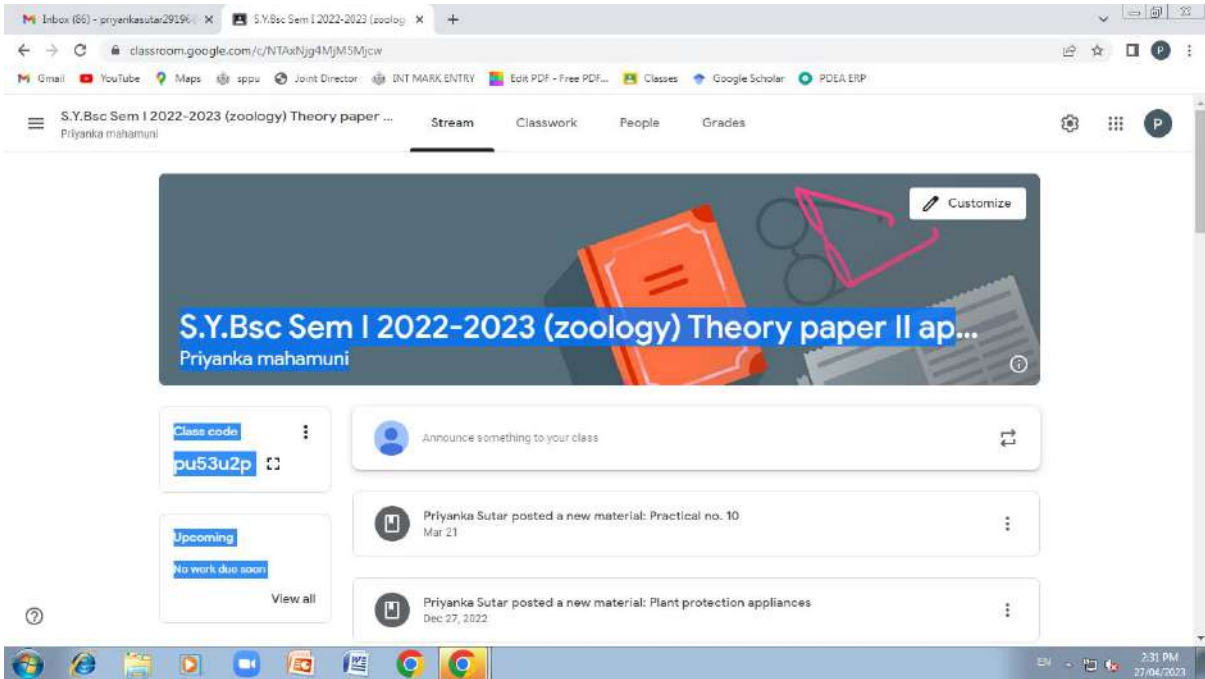 Inbox (86) - priyankasutar29196
S.Y.Bsc Sem I 2022-2023 (zoolog
classroom.google.com/c/NTAxNjg4MjM5Mjcw
Gmail YouTube Maps sppu Joint Director INT MARK ENTRY Edit PDF - Free PDF... Classes Google Scholar PDEA ERP
S.Y.Bsc Sem I 2022-2023 (zoology) Theory paper ...
Priyanka mahamuni
Stream Classwork People Grades
P
Customize
S.Y.Bsc Sem I 2022-2023 (zoology) Theory paper II ap...
Priyanka mahamuni
Class code
pu53u2p
Announce something to your class
Priyanka Sutar posted a new material: Practical no. 10
Mar 21
Upcoming
No work due soon
View all
Priyanka Sutar posted a new material: Plant protection appliances
Dec 27, 2022
EN
2:31 PM
27/04/2023